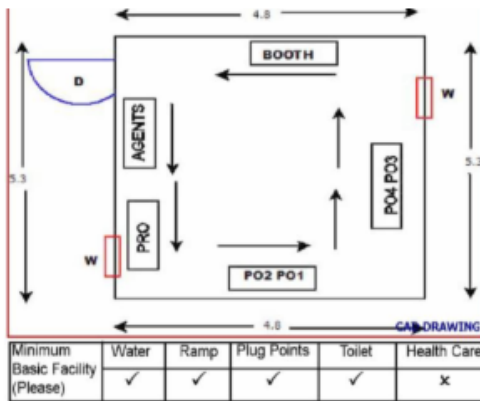 4.8
BOOTH
D
W
AGENTS
5.3
PO4 PO3
5.2
PRO
W
PO2 PO1
4.8
CAD DRAWING
Minimum Basic Facility (Please) Water Ramp Plug Points Toilet Health Care
✓ ✓ ✓ ✓ x